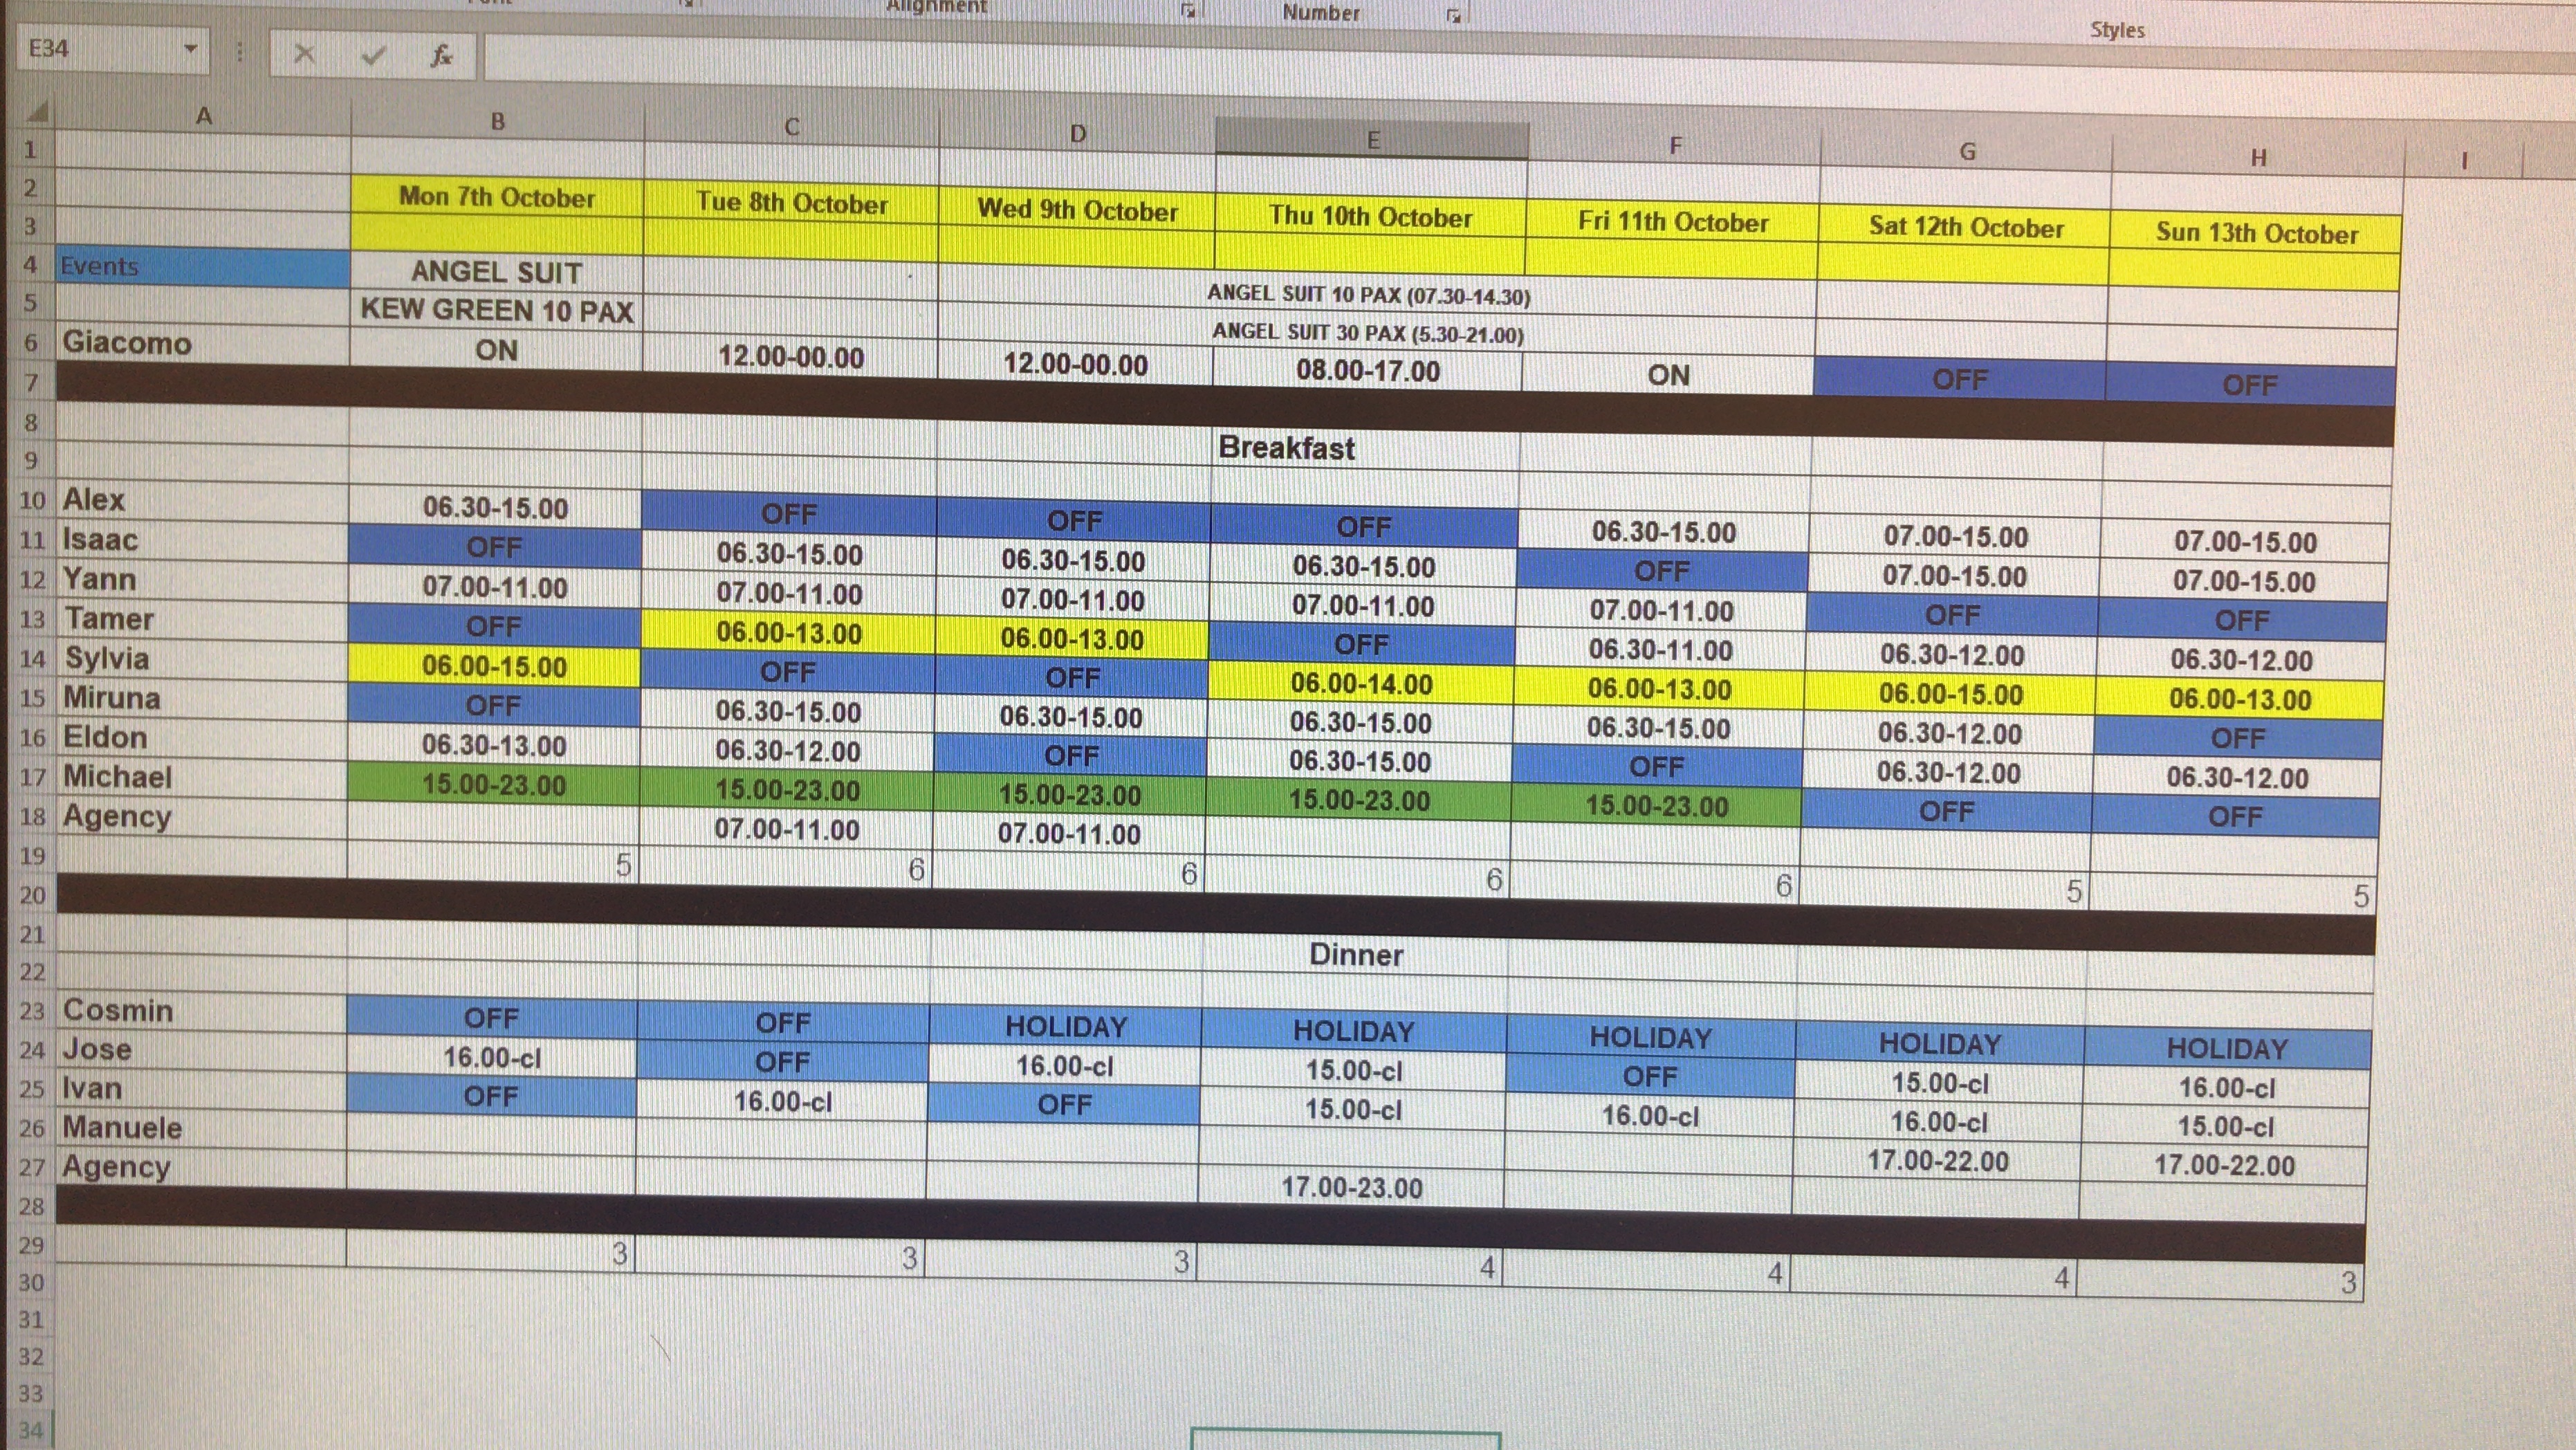 Alignment Number Styles
E34 fx
A B C D E F G H I
1
2 Mon 7th October Tue 8th October Wed 9th October Thu 10th October Fri 11th October Sat 12th October Sun 13th October
3
4 Events ANGEL SUIT ANGEL SUIT 10 PAX (07.30-14.30)
5 KEW GREEN 10 PAX ANGEL SUIT 30 PAX (5.30-21.00)
6 Giacomo ON 12.00-00.00 12.00-00.00 08.00-17.00 ON OFF OFF
7
8 Breakfast
9
10 Alex 06.30-15.00 OFF OFF OFF 06.30-15.00 07.00-15.00 07.00-15.00
11 Isaac OFF 06.30-15.00 06.30-15.00 06.30-15.00 OFF 07.00-15.00 07.00-15.00
12 Yann 07.00-11.00 07.00-11.00 07.00-11.00 07.00-11.00 07.00-11.00 OFF OFF
13 Tamer OFF 06.00-13.00 06.00-13.00 OFF 06.30-11.00 06.30-12.00 06.30-12.00
14 Sylvia 06.00-15.00 OFF OFF 06.00-14.00 06.00-13.00 06.00-15.00 06.00-13.00
15 Miruna OFF 06.30-15.00 06.30-15.00 06.30-15.00 06.30-15.00 06.30-12.00 OFF
16 Eldon 06.30-13.00 06.30-12.00 OFF 06.30-15.00 OFF 06.30-12.00 06.30-12.00
17 Michael 15.00-23.00 15.00-23.00 15.00-23.00 15.00-23.00 15.00-23.00 OFF OFF
18 Agency 07.00-11.00 07.00-11.00
19 5 6 6 6 6 5 5
20
21 Dinner
22
23 Cosmin OFF OFF HOLIDAY HOLIDAY HOLIDAY HOLIDAY HOLIDAY
24 Jose 16.00-cl OFF 16.00-cl 15.00-cl OFF 15.00-cl 16.00-cl
25 Ivan OFF 16.00-cl OFF 15.00-cl 16.00-cl 16.00-cl 15.00-cl
26 Manuele 17.00-22.00 17.00-22.00
27 Agency 17.00-23.00
28
29 3 3 3 4 4 4 3
30
31
32
33
34